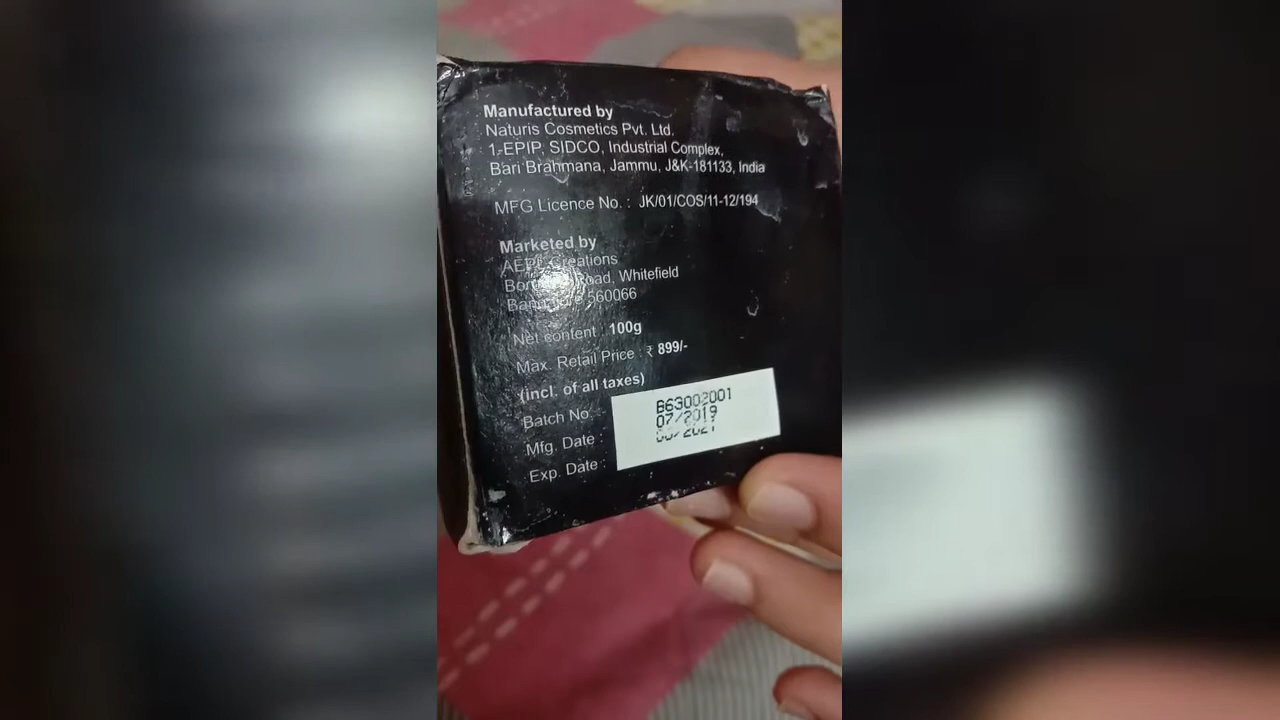 Manufactured by
Naturis Cosmetics Pvt. Ltd.
1-EPIP, SIDCO, Industrial Complex,
Bari Brahmana, Jammu, J&K-181133, India
MFG Licence No. : JK/01/COS/11-12/194
Marketed by
Creations
Road, Whitefield
560066
Net content : 100g
Max. Retail Price : ₹ 899/-
(incl. of all taxes)
Batch No. : B63002001
Mfg. Date : 07/2019
Exp. Date :